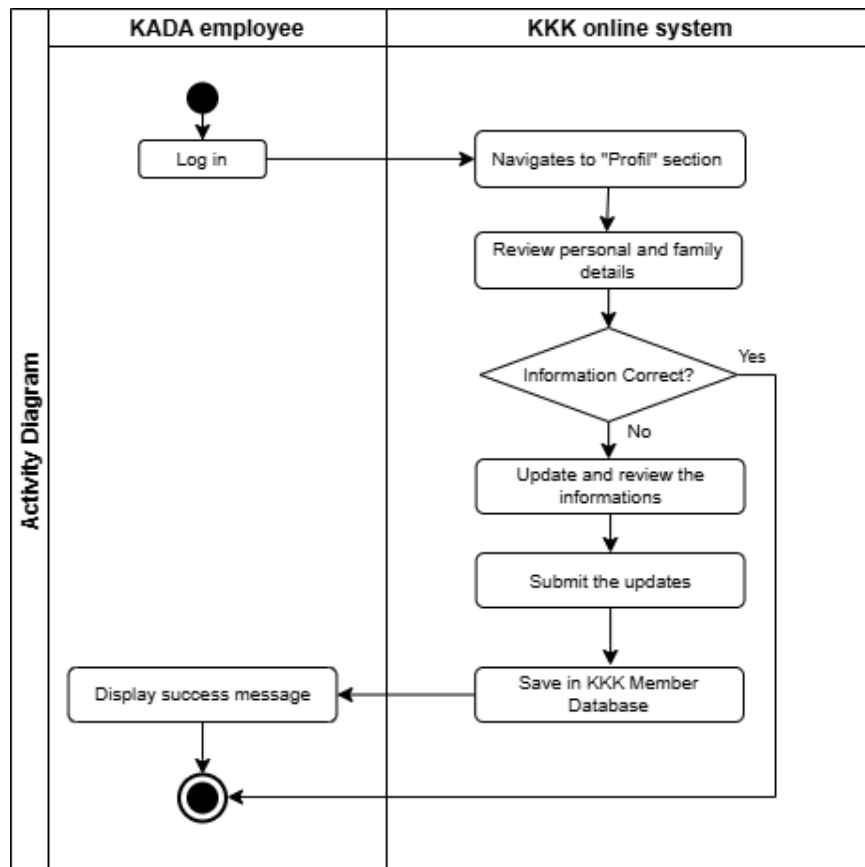 KADA employee
KKK online system
Activity Diagram
Log in
Navigates to "Profil" section
Review personal and family
details
Information Correct?
Yes
No
Update and review the
informations
Submit the updates
Display success message
Save in KKK Member
Database